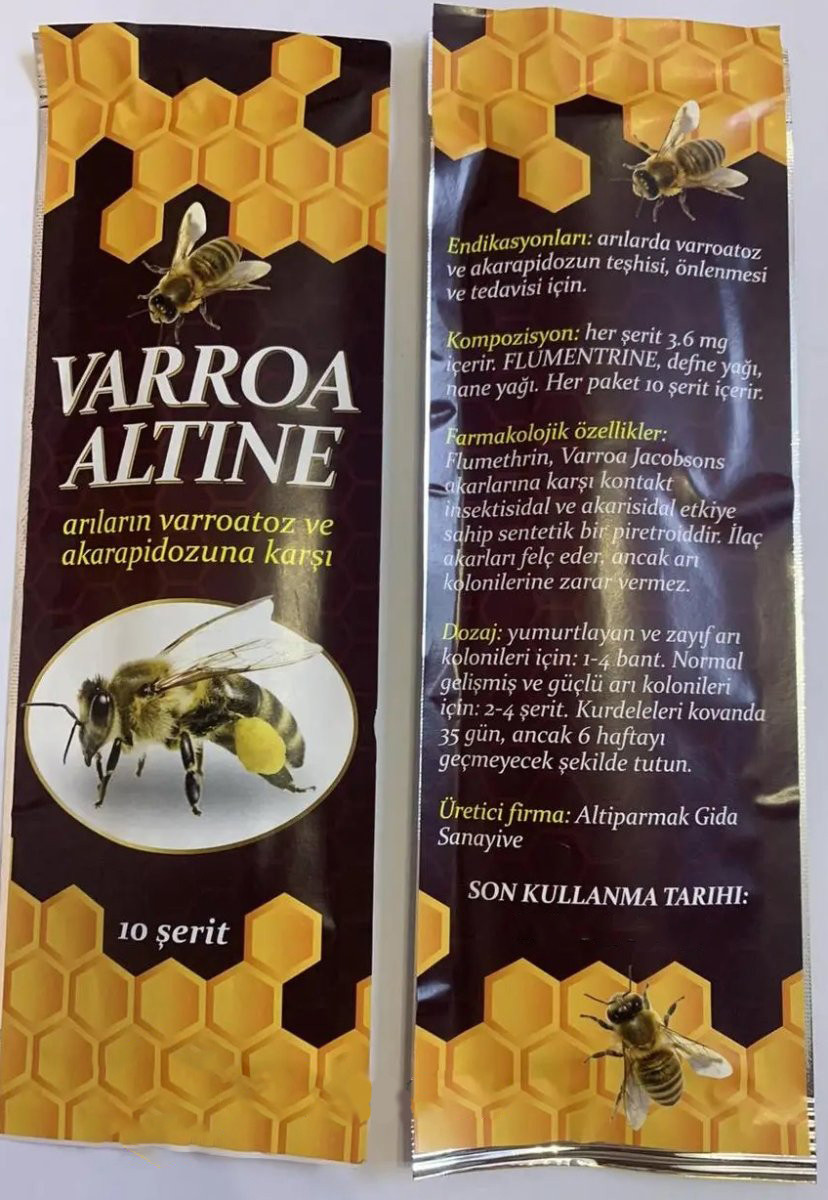 VARROA
ALTINE
arıların varroatoz ve
akarapidozuna karşı
10 şerit
Endikasyonları: arılarda varroatoz
ve akarapidozun teşhisi, önlenmesi
ve tedavisi için.
Kompozisyon: her şerit 3.6 mg
içerir. FLUMENTRINE, defne yağı,
nane yağı. Her paket 10 şerit içerir.
Farmakolojik özellikler:
Flumethrin, Varroa Jacobsons
akarlarına karşı kontakt
insektisidal ve akarisidal etkiye
sahip sentetik bir piretroiddir. İlaç
akarları felç eder, ancak arı
kolonilerine zarar vermez.
Dozaj: yumurtlayan ve zayıf arı
kolonileri için: 1-4 bant. Normal
gelişmiş ve güçlü arı kolonileri
için: 2-4 şerit. Kurdeleleri kovanda
35 gün, ancak 6 haftayı
geçmeyecek şekilde tutun.
Üretici firma: Altiparmak Gida
Sanayive
SON KULLANMA TARIHI: